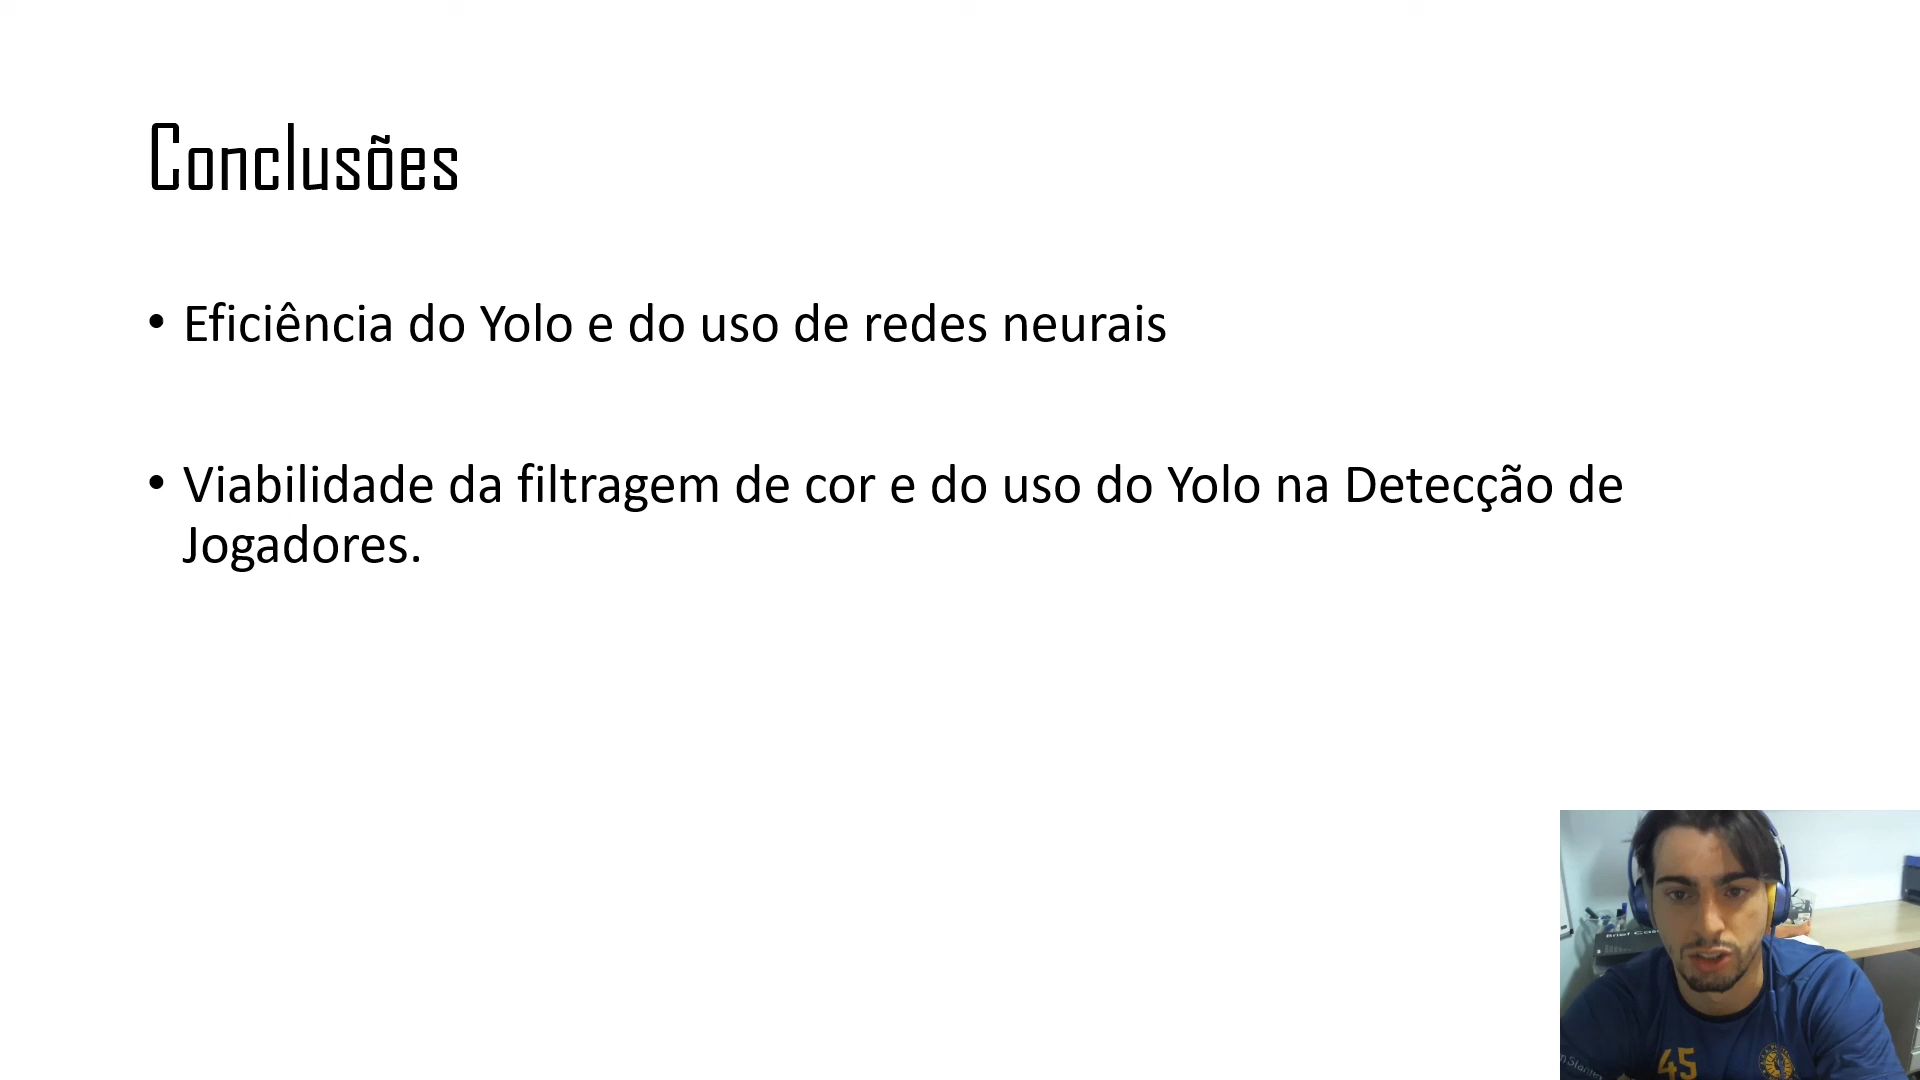 Conclusões
• Eficiência do Yolo e do uso de redes neurais
• Viabilidade da filtragem de cor e do uso do Yolo na Detecção de
Jogadores.
45